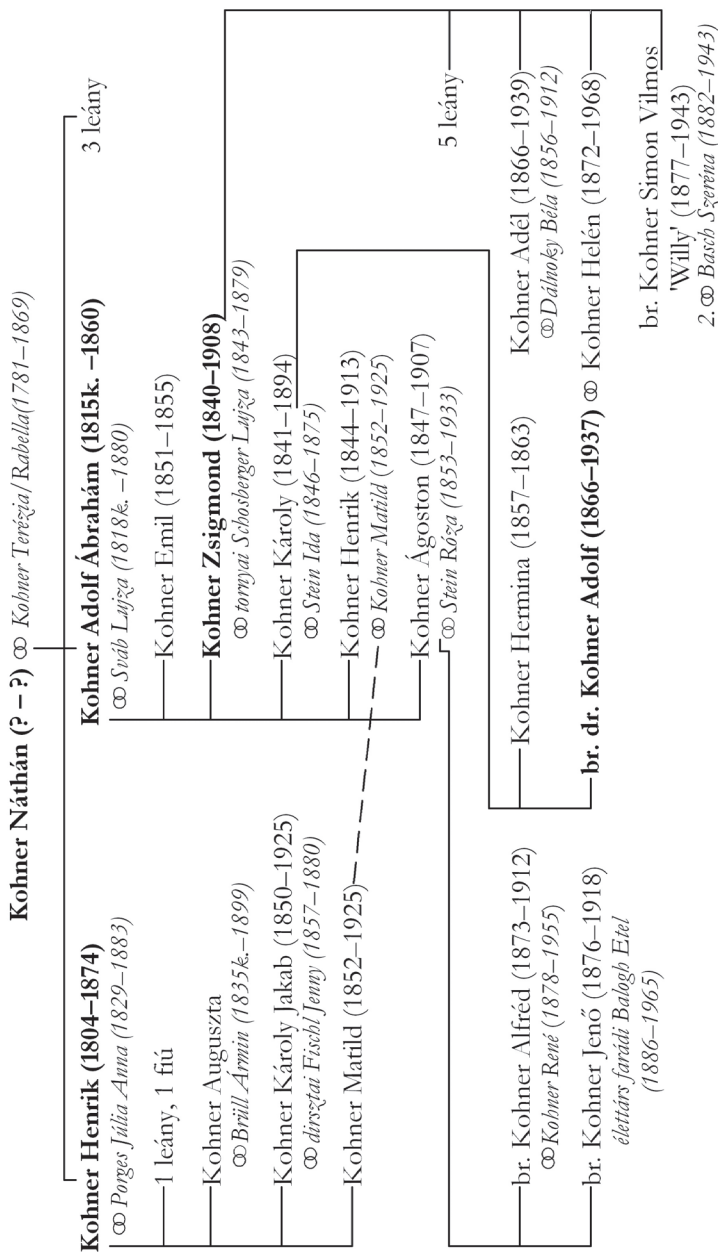 Kohner Náthán (? – ?) ⚭ Kohner Terézia/Rabella(1781–1869)
Kohner Henrik (1804–1874)
⚭ Porges Júlia Anna (1829–1883)
1 leány, 1 fiú
Kohner Auguszta
⚭ Brüll Ármin (1835k.–1899)
Kohner Károly Jakab (1850–1925)
⚭ dirsztai Fischl Jenny (1857–1880)
Kohner Matild (1852–1925)
Kohner Adolf Ábrahám (1815k. –1860)
⚭ Sváb Lujza (1818k. –1880)
Kohner Emil (1851–1855)
Kohner Zsigmond (1840–1908)
⚭ tornyai Schosberger Lujza (1843–1879)
Kohner Károly (1841–1894)
⚭ Stein Ida (1846–1875)
Kohner Henrik (1844–1913)
⚭ Kohner Matild (1852–1925)
Kohner Ágoston (1847–1907)
⚭ Stein Róza (1853–1933)
3 leány
br. Kohner Alfréd (1873–1912)
⚭ Kohner René (1878–1955)
br. Kohner Jenő (1876–1918)
élettárs farádi Balogh Etel
(1886–1965)
Kohner Hermina (1857–1863)
br. dr. Kohner Adolf (1866–1937) ⚭ Kohner Helén (1872–1968)
5 leány
Kohner Adél (1866–1939)
⚭ Dálnoky Béla (1856–1912)
br. Kohner Simon Vilmos
'Willy' (1877–1943)
2. ⚭ Basch Szeréna (1882–1943)